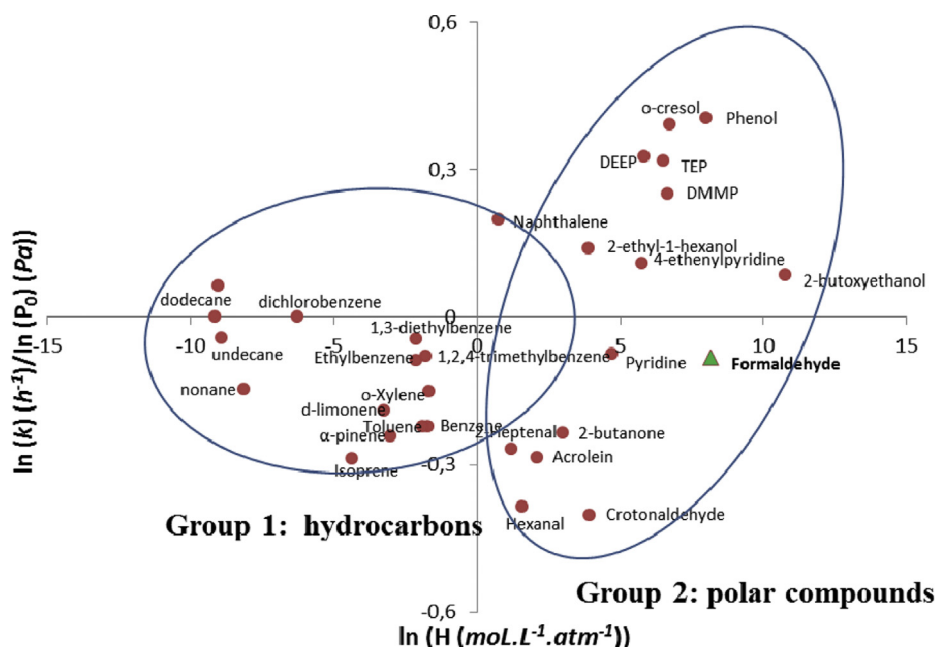 0,6
o-cresol
Phenol
DEEP
TEP
0,3
DMMP
Naphthalene
2-ethyl-1-hexanol
4-ethenylpyridine
2-butoxyethanol
dodecane
dichlorobenzene
0
-15
-10
-5
0
5
10
15
1,3-diethylbenzene
undecane
Ethylbenzene
1,2,4-trimethylbenzene
Pyridine
Formaldehyde
nonane
o-Xylene
d-limonene
Toluene
Benzene
2-heptenal
2-butanone
α-pinene
Isoprene
-0,3
Acrolein
Hexanal
Crotonaldehyde
Group 1: hydrocarbons
Group 2: polar compounds
-0,6
ln (H (moL.L-1.atm-1))
ln (k) (h-1)/ln (P0) (Pa)